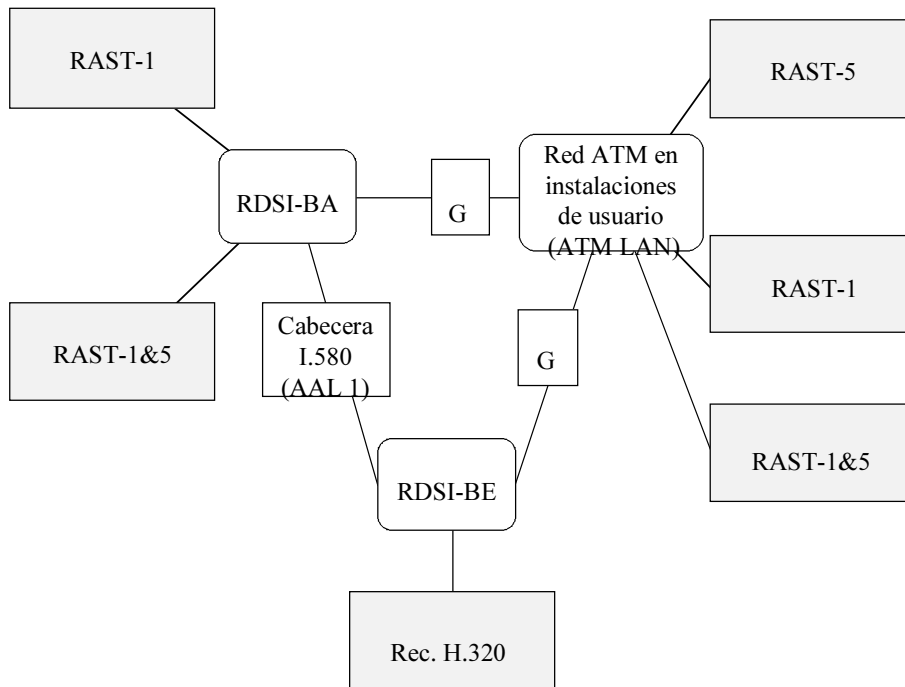 RAST-1
RAST-5
Red ATM en
instalaciones
de usuario
(ATM LAN)
RDSI-BA
G
RAST-1
Cabecera
I.580
(AAL 1)
RAST-1&5
G
RAST-1&5
RDSI-BE
Rec. H.320